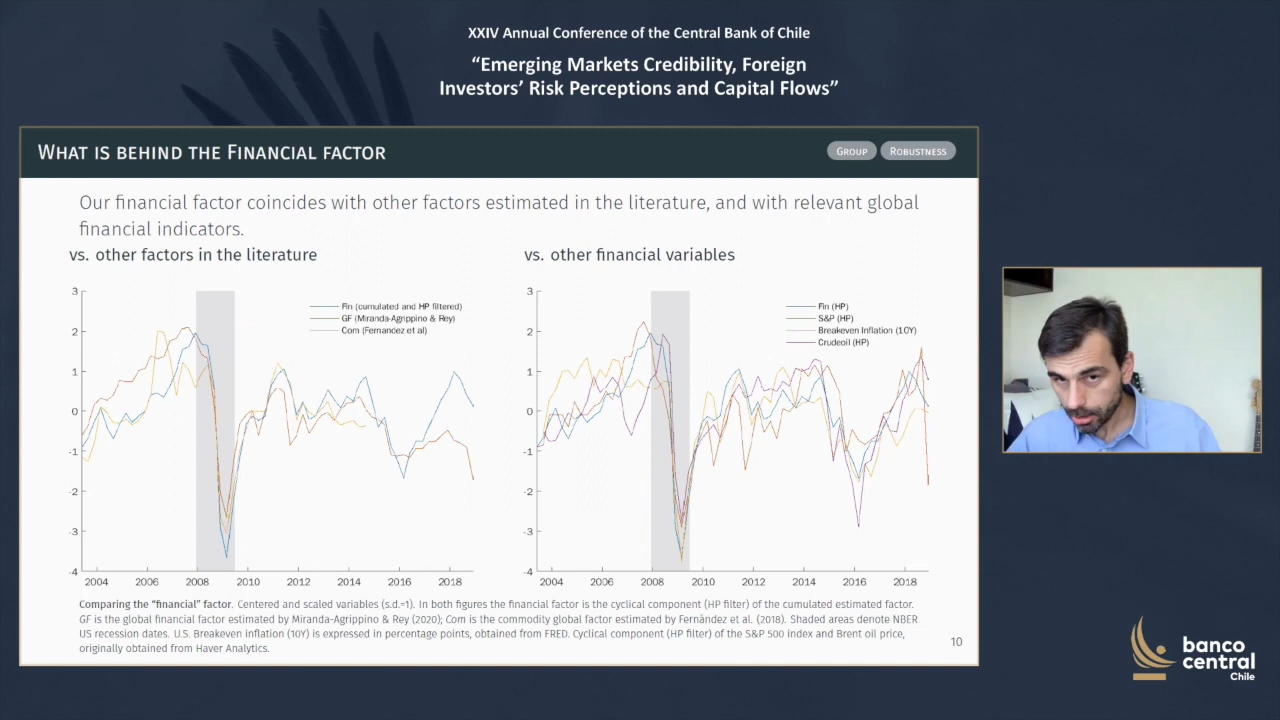 XXIV Annual Conference of the Central Bank of Chile
“Emerging Markets Credibility, Foreign
Investors’ Risk Perceptions and Capital Flows”
What is behind the Financial factor
Group
Robustness
Our financial factor coincides with other factors estimated in the literature, and with relevant global
financial indicators.
vs. other factors in the literature
3
2
1
0
-1
-2
-3
-4
2004 2006 2008 2010 2012 2014 2016 2018
Fin (cumulated and HP filtered)
GF (Miranda-Agrippino & Rey)
Com (Fernandez et al)
vs. other financial variables
3
2
1
0
-1
-2
-3
-4
2004 2006 2008 2010 2012 2014 2016 2018
Fin (HP)
S&P (HP)
Breakeven Inflation (10Y)
Crudeoil (HP)
Comparing the “financial” factor. Centered and scaled variables (s.d.=1). In both figures the financial factor is the cyclical component (HP filter) of the cumulated estimated factor.
GF is the global financial factor estimated by Miranda-Agrippino & Rey (2020); Com is the commodity global factor estimated by Fernández et al. (2018). Shaded areas denote NBER
US recession dates. U.S. Breakeven inflation (10Y) is expressed in percentage points, obtained from FRED. Cyclical component (HP filter) of the S&P 500 index and Brent oil price,
originally obtained from Haver Analytics.
10
banco
central
Chile